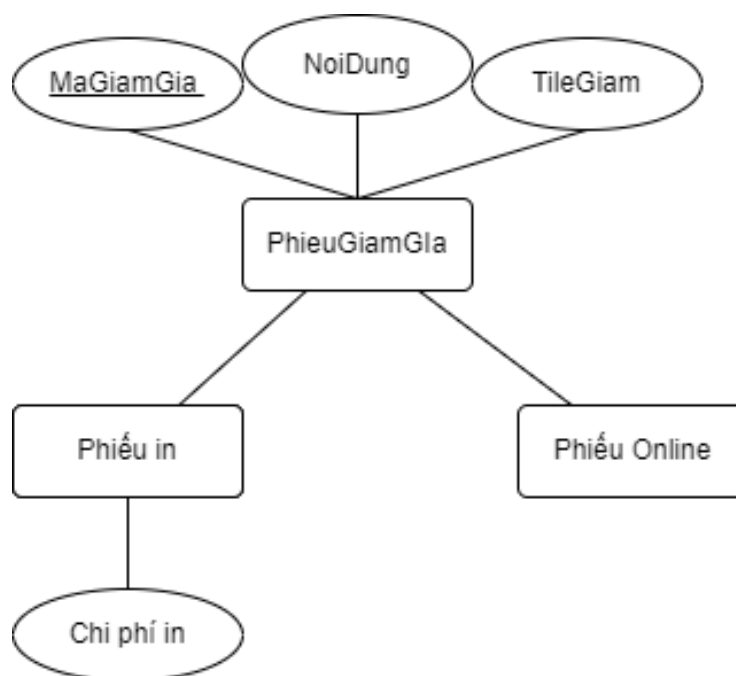 MaGiamGia
NoiDung
TileGiam
PhieuGiamGIa
Phiếu in
Phiếu Online
Chi phí in